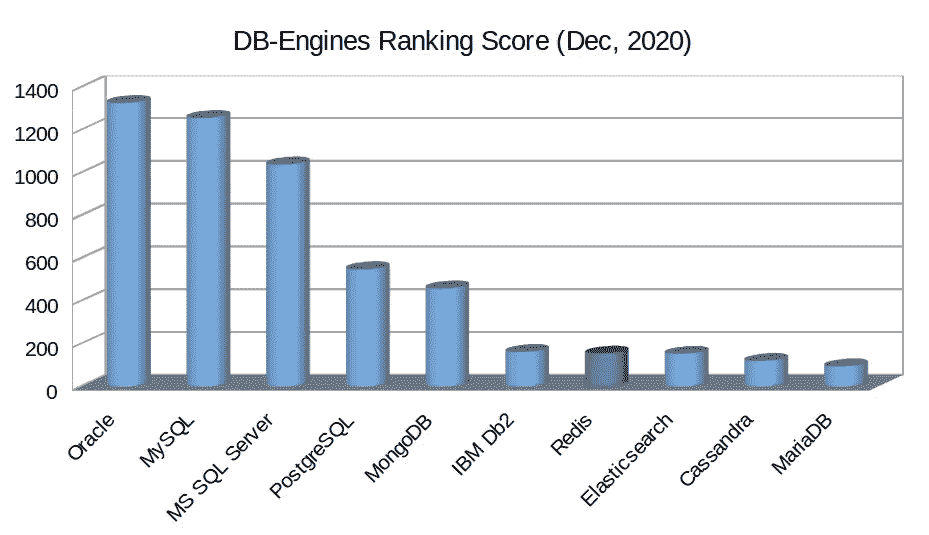 DB-Engines Ranking Score (Dec, 2020)
1400
1200
1000
800
600
400
200
0
Oracle
MySQL
MS SQL Server
PostgreSQL
MongoDB
IBM Db2
Redis
Elasticsearch
Cassandra
MariaDB